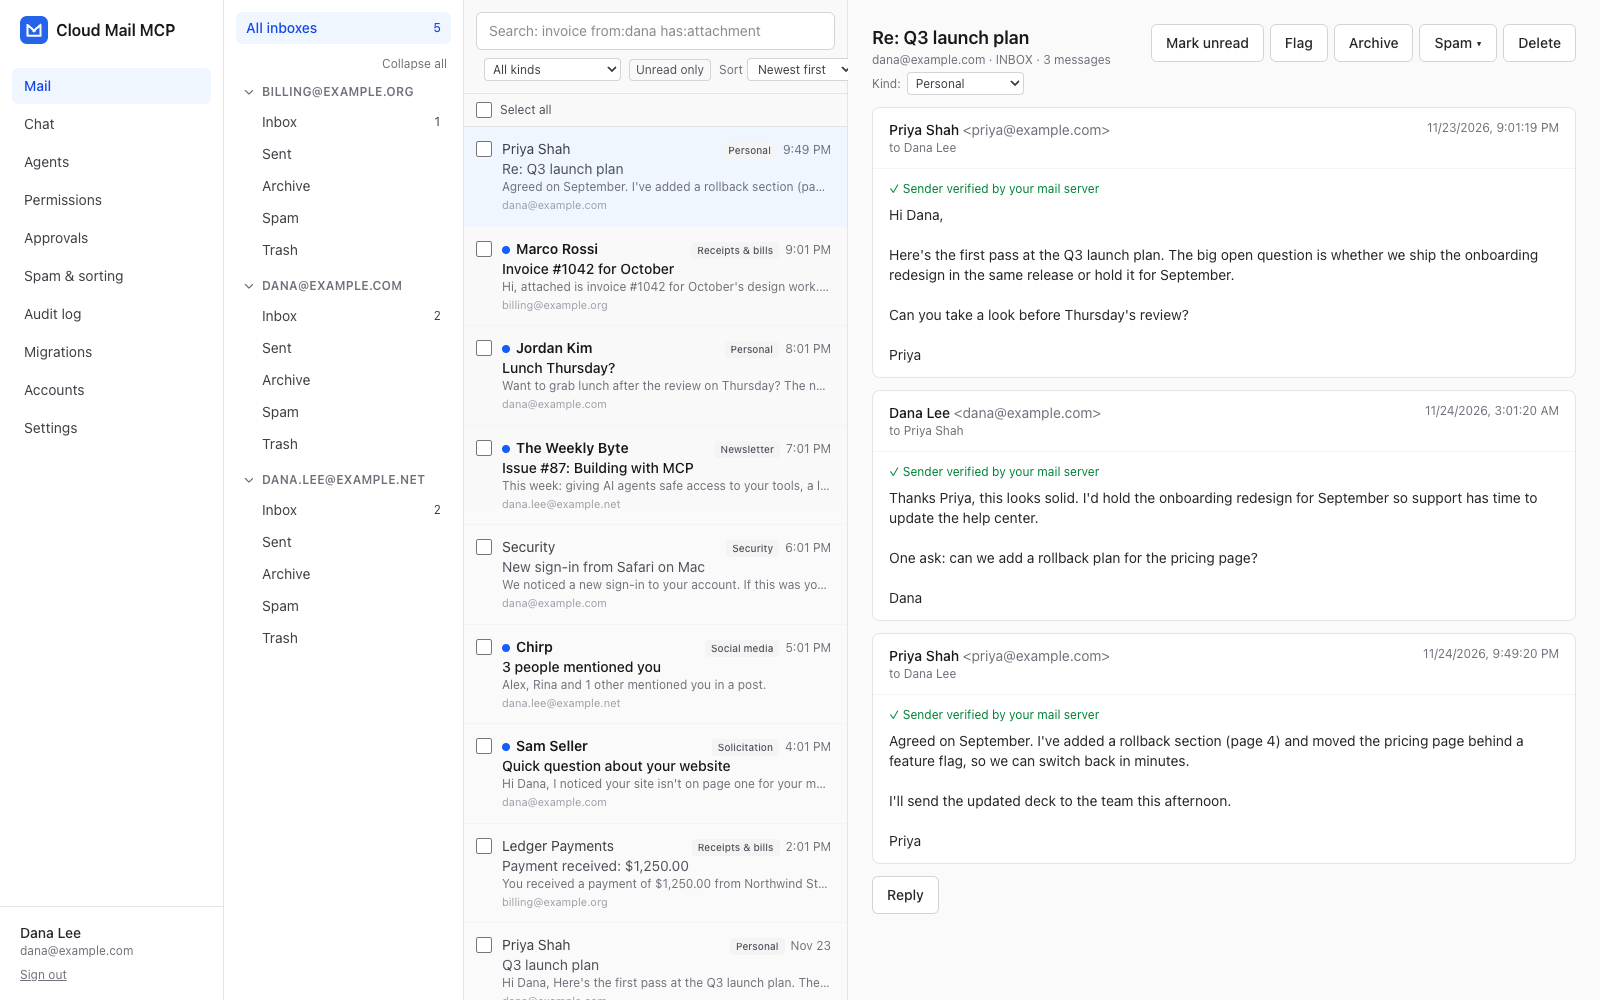 Cloud Mail MCP
Mail
Chat
Agents
Permissions
Approvals
Spam & sorting
Audit log
Migrations
Accounts
Settings
Dana Lee
dana@example.com
Sign out
All inboxes 5
Collapse all
BILLING@EXAMPLE.ORG
Inbox 1
Sent
Archive
Spam
Trash
DANA@EXAMPLE.COM
Inbox 2
Sent
Archive
Spam
Trash
DANA.LEE@EXAMPLE.NET
Inbox 2
Sent
Archive
Spam
Trash
Search: invoice from:dana has:attachment
All kinds Unread only Sort Newest first
Select all
Priya Shah Personal 9:49 PM
Re: Q3 launch plan
Agreed on September. I've added a rollback section (pa...
dana@example.com
Marco Rossi Receipts & bills 9:01 PM
Invoice #1042 for October
Hi, attached is invoice #1042 for October's design work....
billing@example.org
Jordan Kim Personal 8:01 PM
Lunch Thursday?
Want to grab lunch after the review on Thursday? The n...
dana@example.com
The Weekly Byte Newsletter 7:01 PM
Issue #87: Building with MCP
This week: giving AI agents safe access to your tools, a l...
dana.lee@example.net
Security Security 6:01 PM
New sign-in from Safari on Mac
We noticed a new sign-in to your account. If this was yo...
dana@example.com
Chirp Social media 5:01 PM
3 people mentioned you
Alex, Rina and 1 other mentioned you in a post.
dana.lee@example.net
Sam Seller Solicitation 4:01 PM
Quick question about your website
Hi Dana, I noticed your site isn't on page one for your m...
dana@example.com
Ledger Payments Receipts & bills 2:01 PM
Payment received: $1,250.00
You received a payment of $1,250.00 from Northwind St...
billing@example.org
Priya Shah Personal Nov 23
Q3 launch plan
Hi Dana, Here's the first pass at the Q3 launch plan. The...
Re: Q3 launch plan
dana@example.com · INBOX · 3 messages
Kind: Personal
Mark unread Flag Archive Spam Delete
Priya Shah <priya@example.com> 11/23/2026, 9:01:19 PM
to Dana Lee
✓ Sender verified by your mail server
Hi Dana,
Here's the first pass at the Q3 launch plan. The big open question is whether we ship the onboarding
redesign in the same release or hold it for September.
Can you take a look before Thursday's review?
Priya
Dana Lee <dana@example.com> 11/24/2026, 3:01:20 AM
to Priya Shah
✓ Sender verified by your mail server
Thanks Priya, this looks solid. I'd hold the onboarding redesign for September so support has time to
update the help center.
One ask: can we add a rollback plan for the pricing page?
Dana
Priya Shah <priya@example.com> 11/24/2026, 9:49:20 PM
to Dana Lee
✓ Sender verified by your mail server
Agreed on September. I've added a rollback section (page 4) and moved the pricing page behind a
feature flag, so we can switch back in minutes.
I'll send the updated deck to the team this afternoon.
Priya
Reply